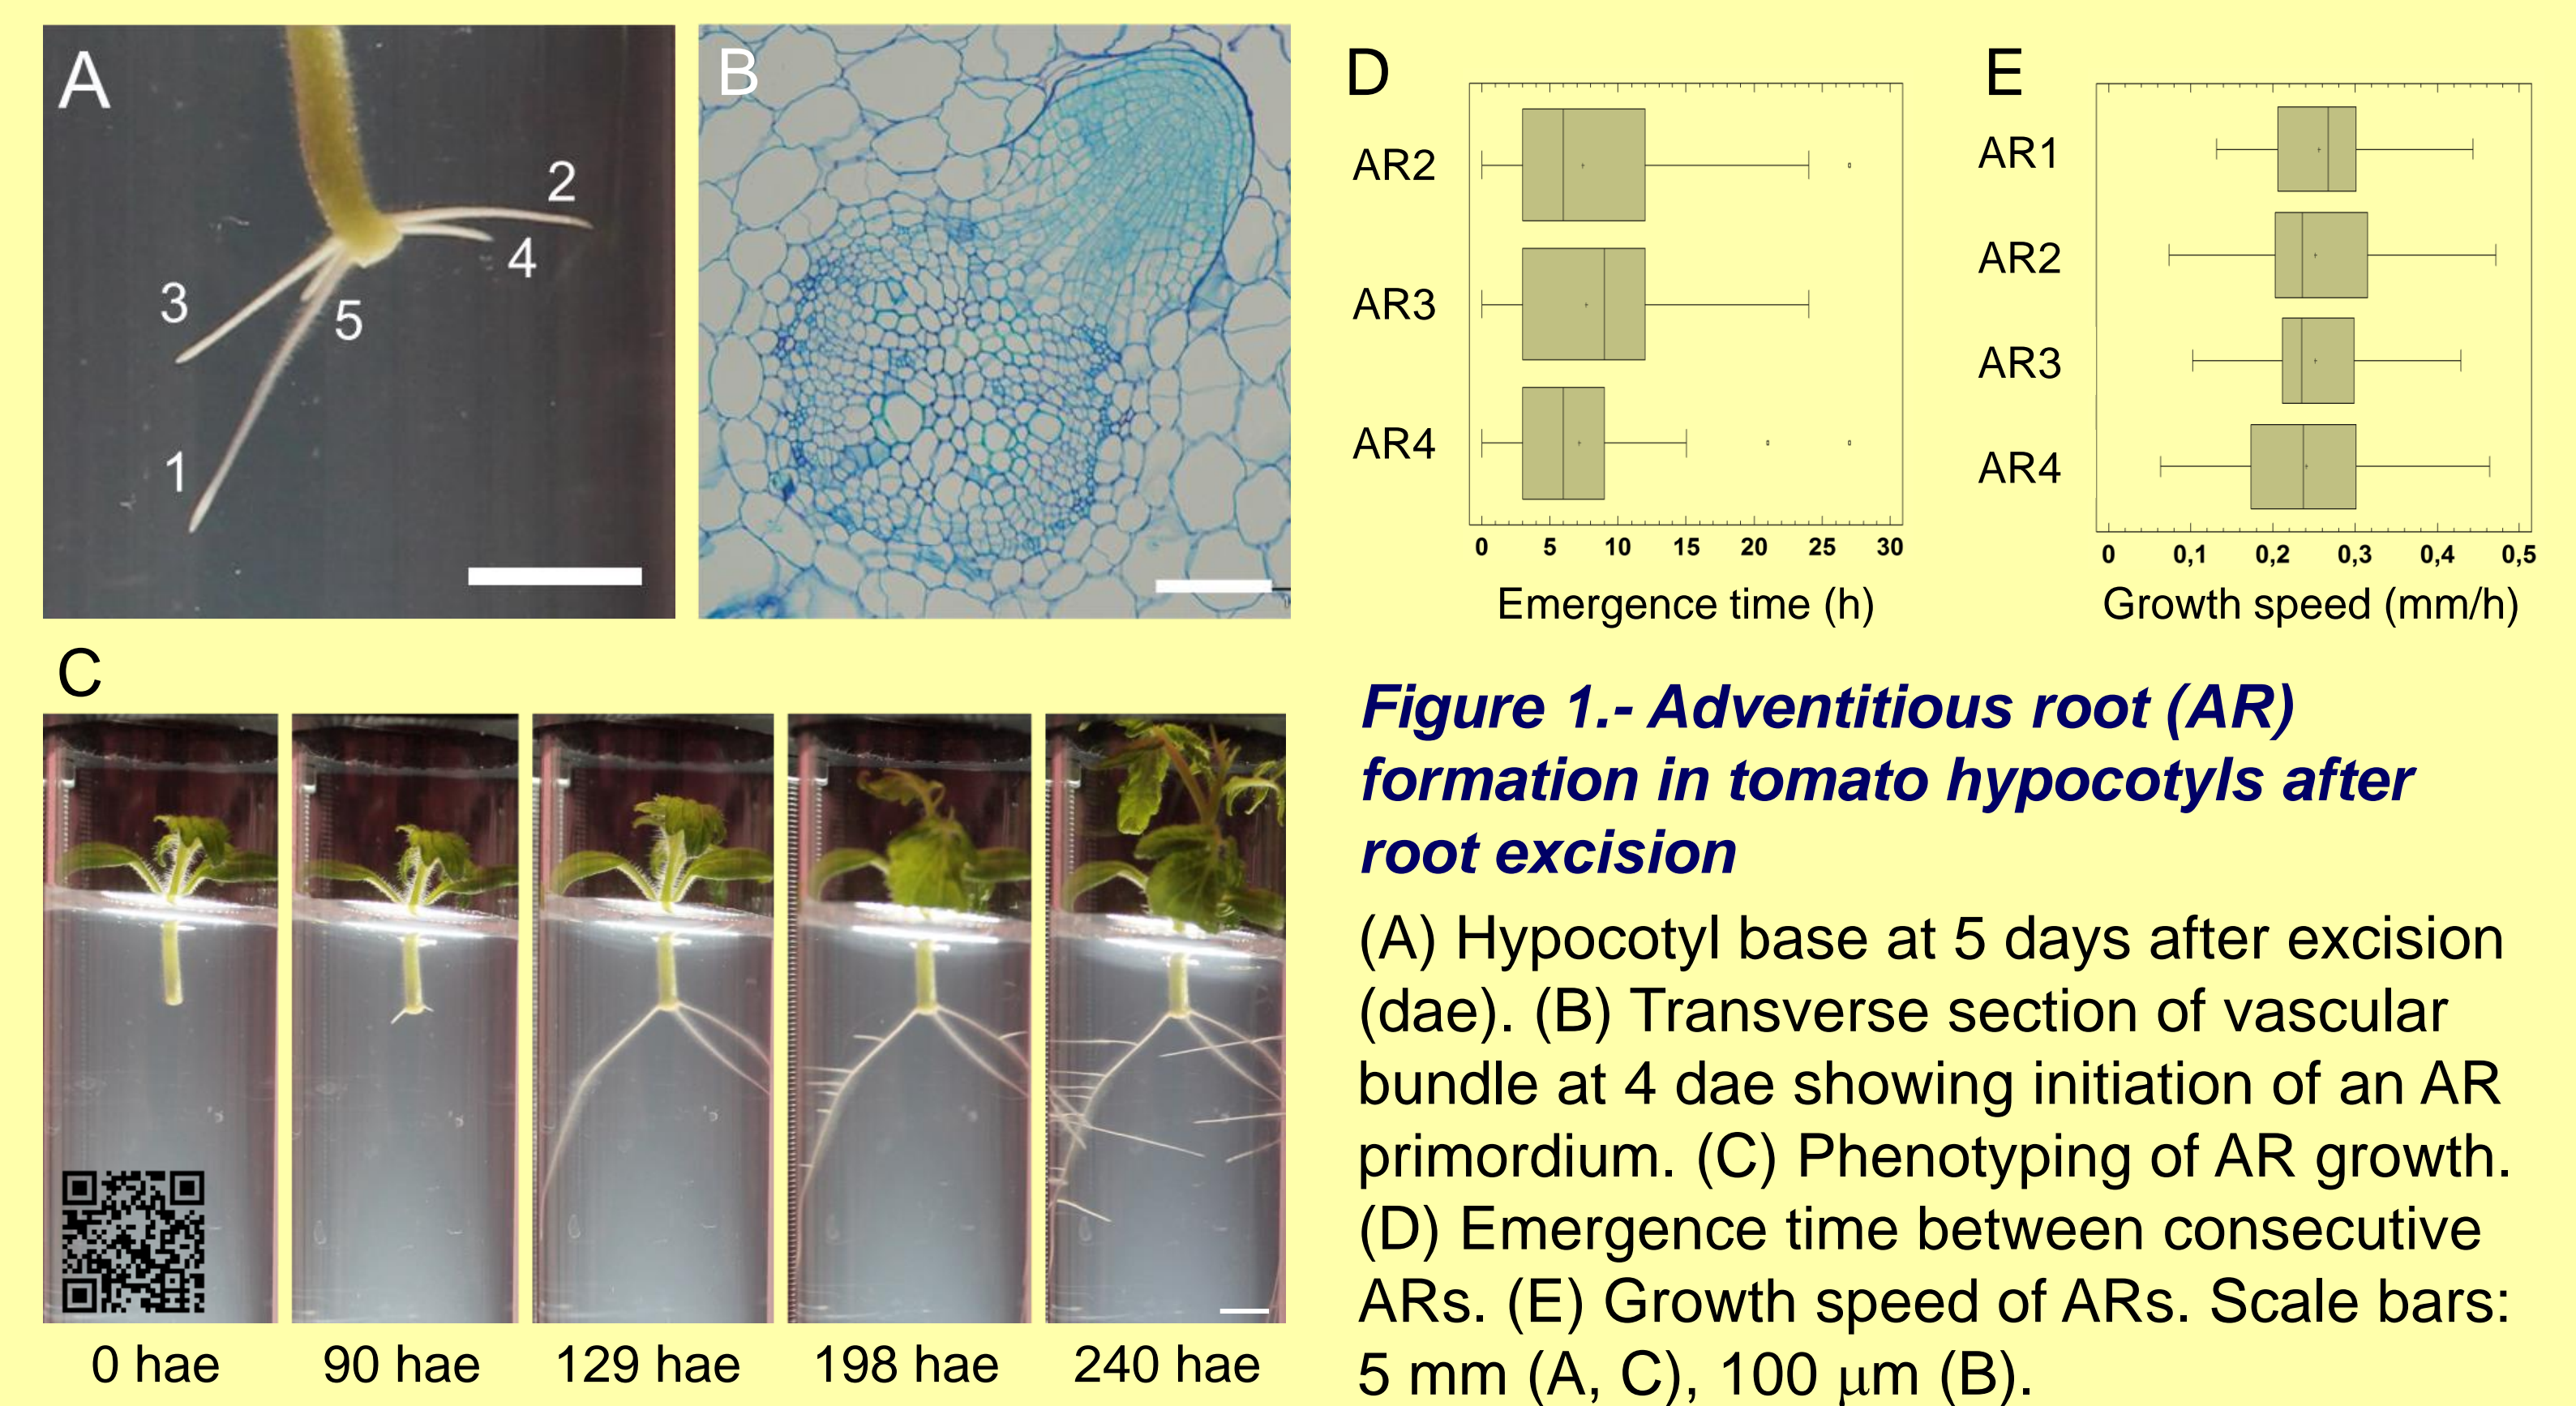 A
B
2
4
3
5
1
D
AR2
AR3
AR4
0 5 10 15 20 25 30
Emergence time (h)
E
AR1
AR2
AR3
AR4
0 0,1 0,2 0,3 0,4 0,5
Growth speed (mm/h)
C
0 hae 90 hae 129 hae 198 hae 240 hae
Figure 1.- Adventitious root (AR)
formation in tomato hypocotyls after
root excision
(A) Hypocotyl base at 5 days after excision
(dae). (B) Transverse section of vascular
bundle at 4 dae showing initiation of an AR
primordium. (C) Phenotyping of AR growth.
(D) Emergence time between consecutive
ARs. (E) Growth speed of ARs. Scale bars:
5 mm (A, C), 100 μm (B).